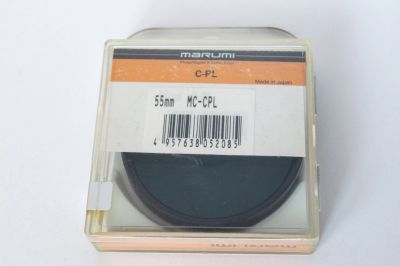 marumi
C-PL
Made in Japan
55mm MC-CPL
4 957638 052085